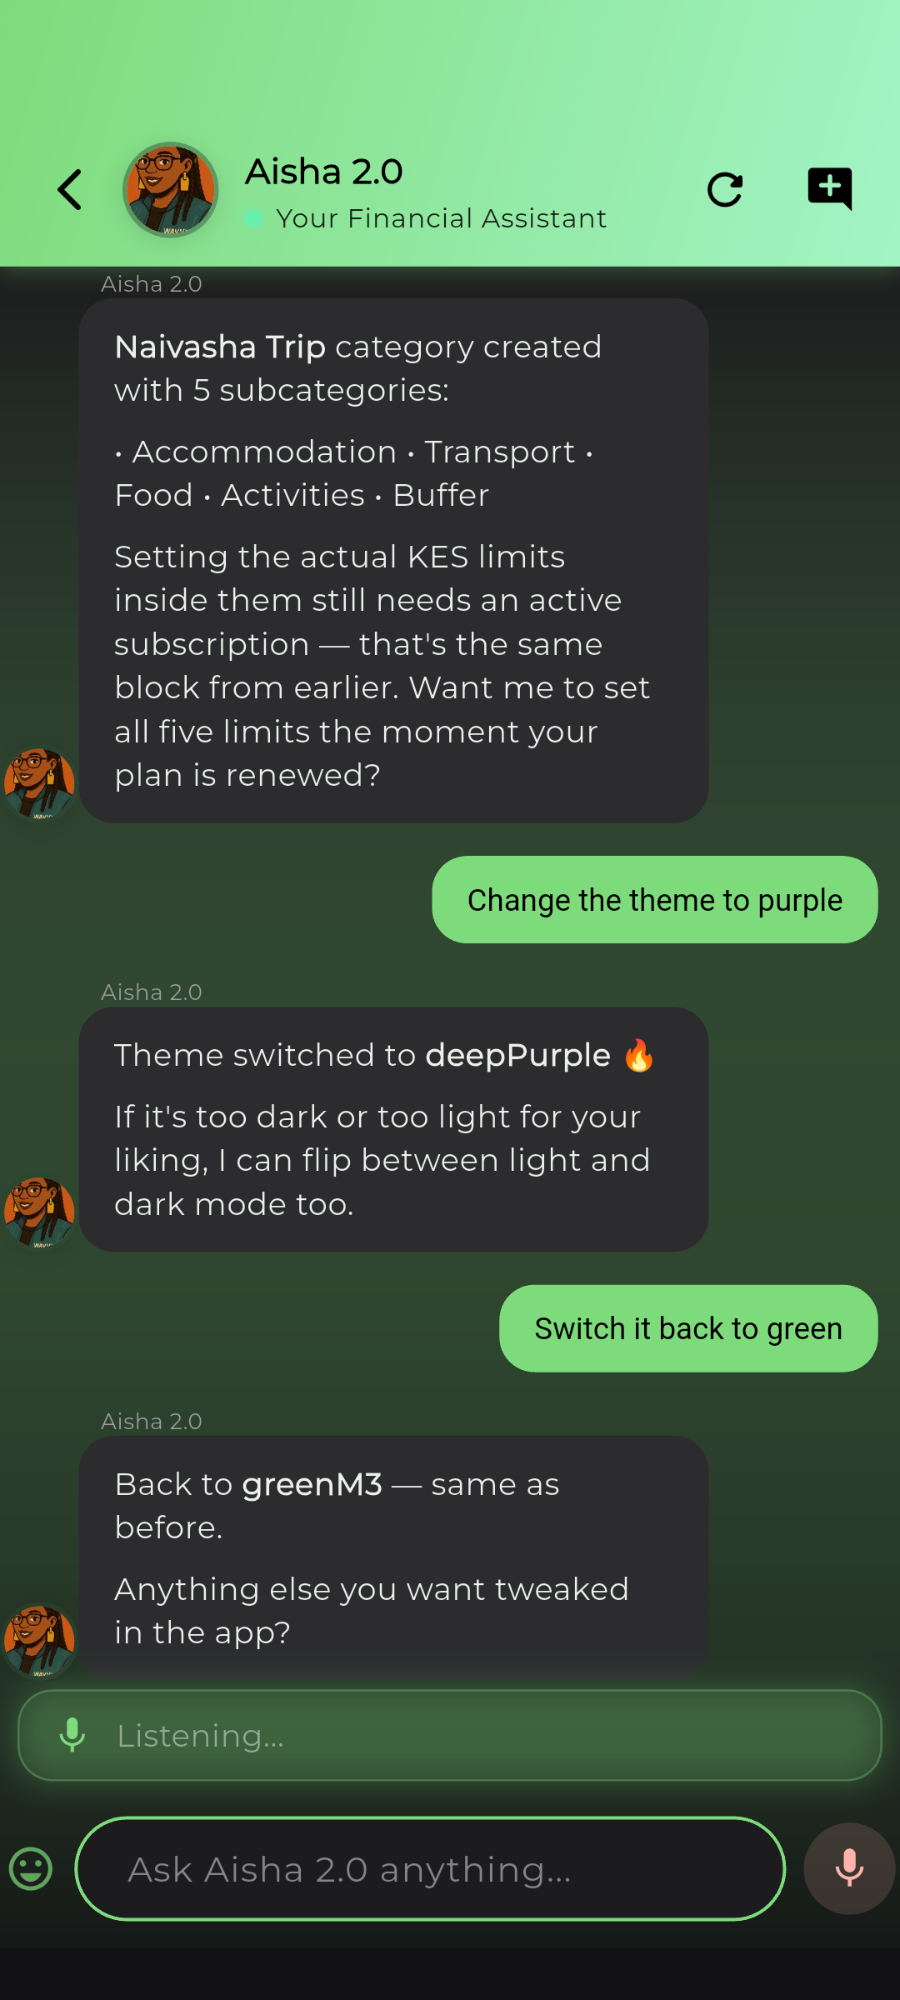 Aisha 2.0
Your Financial Assistant
Aisha 2.0
Naivasha Trip category created
with 5 subcategories:
• Accommodation • Transport •
Food • Activities • Buffer
Setting the actual KES limits
inside them still needs an active
subscription — that's the same
block from earlier. Want me to set
all five limits the moment your
plan is renewed?
Change the theme to purple
Aisha 2.0
Theme switched to deepPurple 🔥
If it's too dark or too light for your
liking, I can flip between light and
dark mode too.
Switch it back to green
Aisha 2.0
Back to greenM3 — same as
before.
Anything else you want tweaked
in the app?
Listening...
Ask Aisha 2.0 anything...